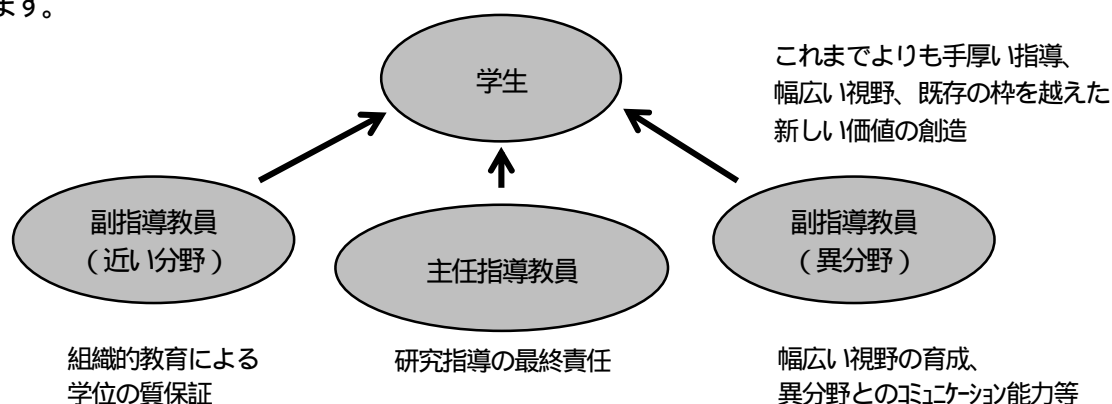 ます。
学生
これまでよりも手厚い指導、
幅広い視野、既存の枠を越えた
新しい価値の創造
副指導教員
(近い分野)
主任指導教員
副指導教員
(異分野)
組織的教育による
学位の質保証
研究指導の最終責任
幅広い視野の育成、
異分野とのｺﾐｭﾆｹｰｼｮﾝ能力等